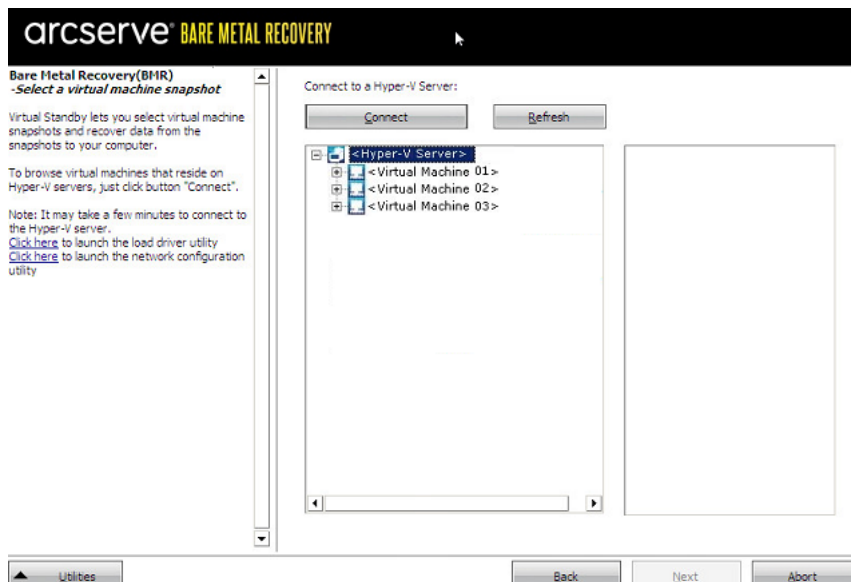 arcserve® BARE METAL RECOVERY
Bare Metal Recovery(BMR)
-Select a virtual machine snapshot
Virtual Standby lets you select virtual machine
snapshots and recover data from the
snapshots to your computer.
To browse virtual machines that reside on
Hyper-V servers, just click button "Connect".
Note: It may take a few minutes to connect to
the Hyper-V server.
Click here to launch the load driver utility
Click here to launch the network configuration
utility
Connect to a Hyper-V Server:
Connect Refresh
<Hyper-V Server>
<Virtual Machine 01>
<Virtual Machine 02>
<Virtual Machine 03>
Utilities Back Next Abort